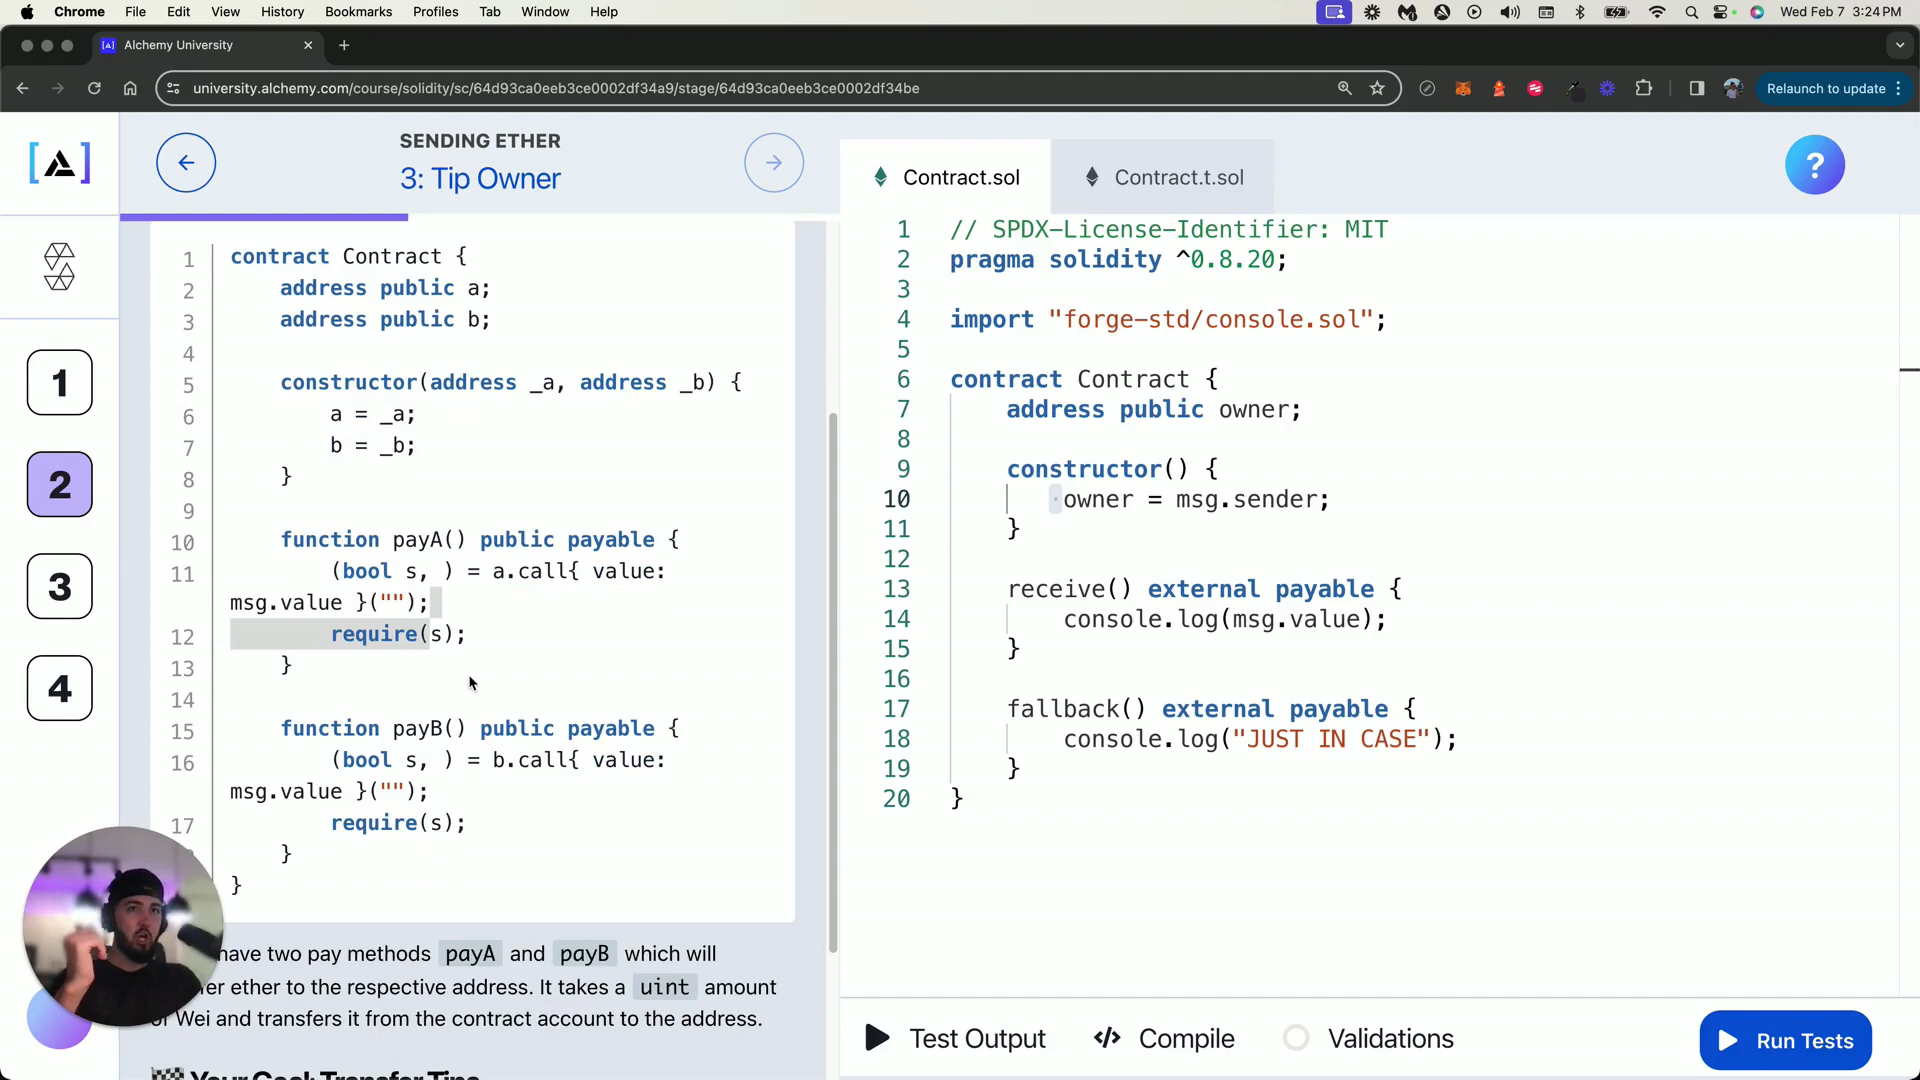 Chrome File Edit View History Bookmarks Profiles Tab Window Help Wed Feb 7 3:24 PM
Alchemy University
university.alchemy.com/course/solidity/sc/64d93ca0eeb3ce0002df34a9/stage/64d93ca0eeb3ce0002df34be
Relaunch to update
SENDING ETHER
3: Tip Owner
1
2
3
4
1 contract Contract {
2 address public a;
3 address public b;
4
5 constructor(address _a, address _b) {
6 a = _a;
7 b = _b;
8 }
9
10 function payA() public payable {
11 (bool s, ) = a.call{ value:
msg.value }("");
12 require(s);
13 }
14
15 function payB() public payable {
16 (bool s, ) = b.call{ value:
msg.value }("");
17 require(s);
}
}
have two pay methods payA and payB which will
er ether to the respective address. It takes a uint amount
Wei and transfers it from the contract account to the address.
Your Goal: Transfer Tips
Contract.sol
Contract.t.sol
?
1 // SPDX-License-Identifier: MIT
2 pragma solidity ^0.8.20;
3
4 import "forge-std/console.sol";
5
6 contract Contract {
7 address public owner;
8
9 constructor() {
10 owner = msg.sender;
11 }
12
13 receive() external payable {
14 console.log(msg.value);
15 }
16
17 fallback() external payable {
18 console.log("JUST IN CASE");
19 }
20 }
Test Output
Compile
Validations
Run Tests